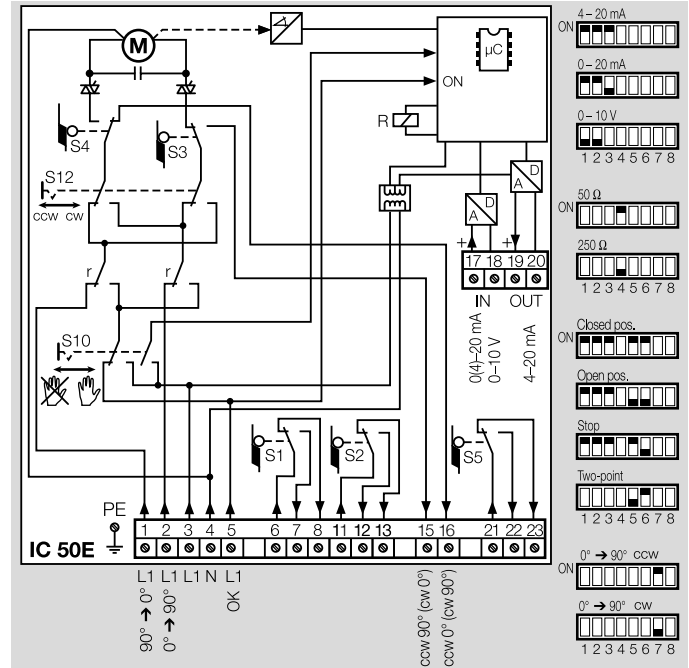 M
µC
ON
R
S4
S3
S12
ccw cw
r
r
S10
D
A
D
A
+
+
17 18 19 20
IN OUT
0(4)–20 mA
0–10 V
4–20 mA
S1
S2
S5
PE
1 2 3 4 5 6 7 8 11 12 13 15 16 21 22 23
IC 50E
L1 L1 L1 N L1
90° → 0°
0° → 90°
OK
ccw 90° (cw 0°)
ccw 0° (cw 90°)
4 – 20 mA
ON
0 – 20 mA
0 – 10 V
1 2 3 4 5 6 7 8
50 Ω
ON
250 Ω
1 2 3 4 5 6 7 8
Closed pos.
ON
Open pos.
Stop
Two-point
1 2 3 4 5 6 7 8
0° → 90° ccw
ON
0° → 90° cw
1 2 3 4 5 6 7 8